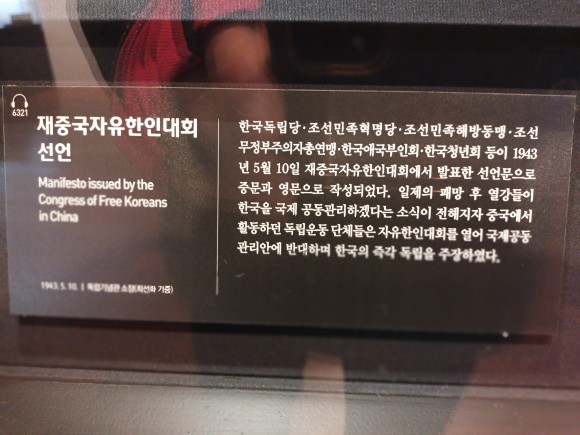 6321
재중국자유한인대회
선언
Manifesto issued by the
Congress of Free Koreans
in China
1943. 5. 10. | 독립기념관 소장(최선화 기증)
한국독립당·조선민족혁명당·조선민족해방동맹·조선
무정부주의자총연맹·한국애국부인회·한국청년회 등이 1943
년 5월 10일 재중국자유한인대회에서 발표한 선언문으로
중문과 영문으로 작성되었다. 일제의 패망 후 열강들이
한국을 국제 공동관리하겠다는 소식이 전해지자 중국에서
활동하던 독립운동 단체들은 자유한인대회를 열어 국제공동
관리안에 반대하며 한국의 즉각 독립을 주장하였다.